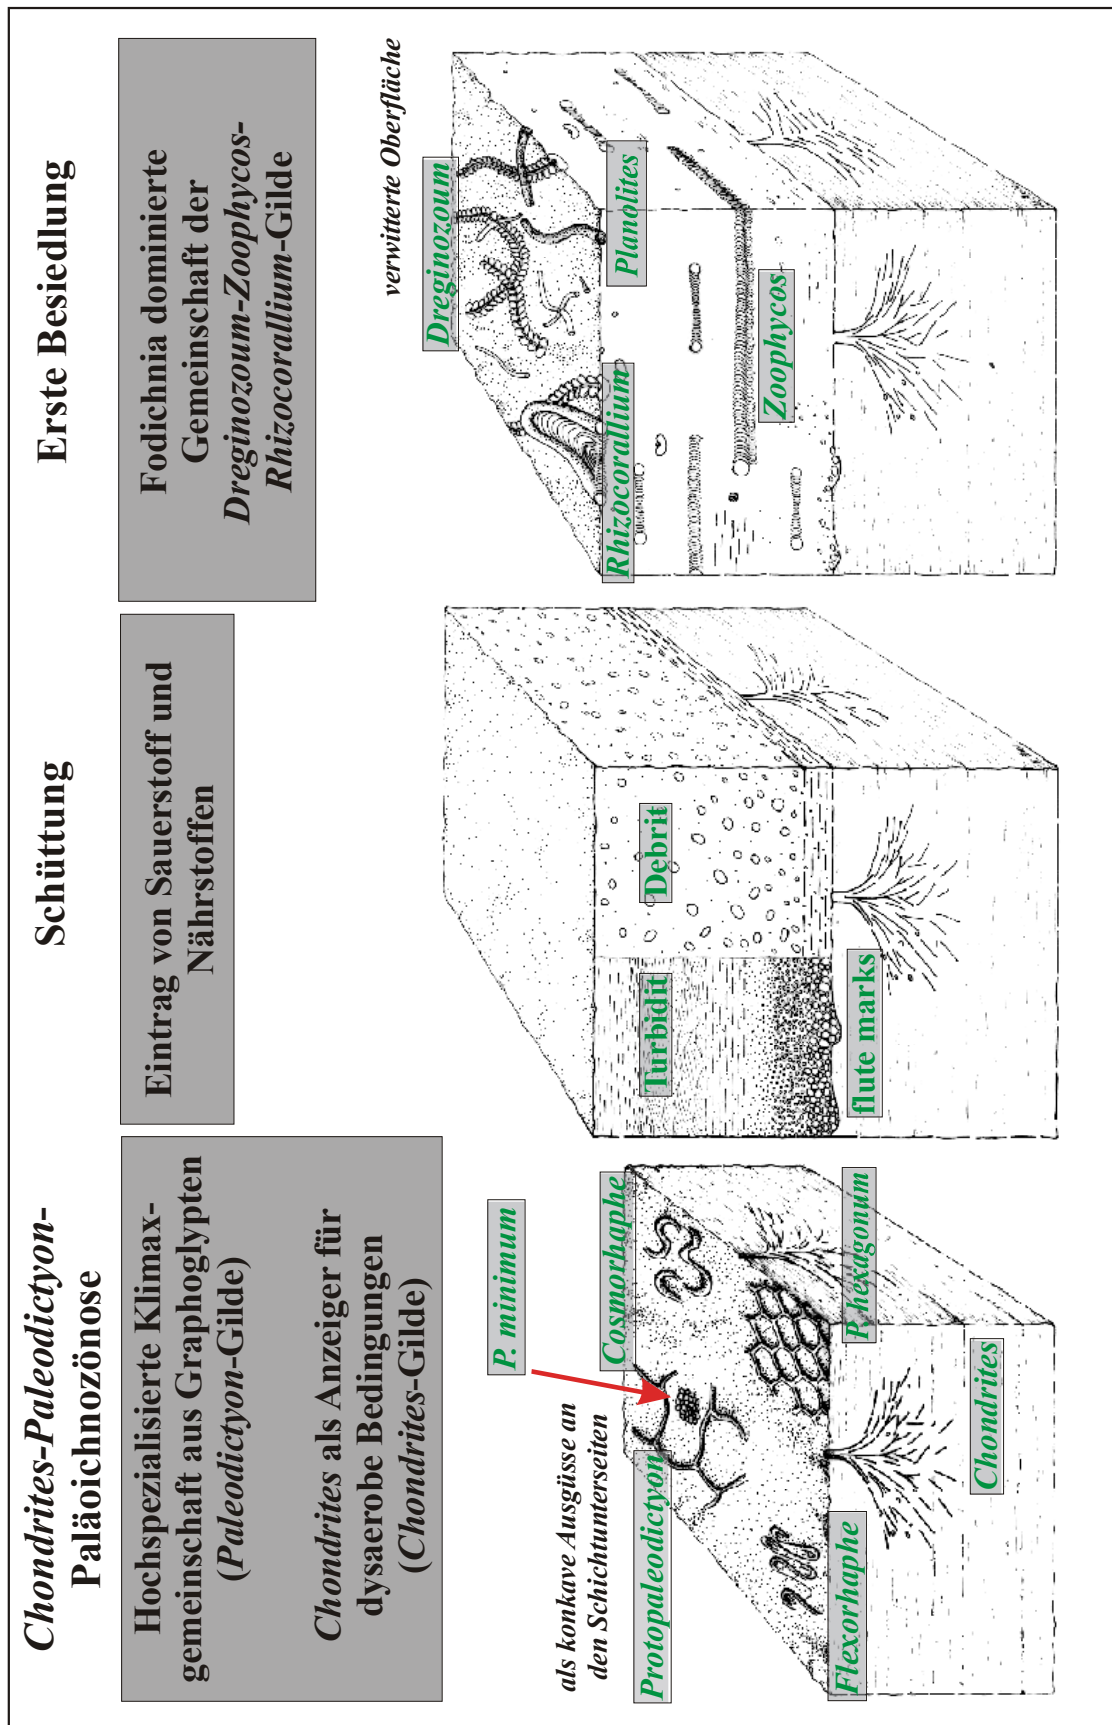 Chondrites-Paleodictyon-
Paläoichnozönose
Hochspezialisierte Klimax-
gemeinschaft aus Graphoglypten
(Paleodictyon-Gilde)
Chondrites als Anzeiger für
dysaerobe Bedingungen
(Chondrites-Gilde)
als konkave Ausgüsse an
den Schichtunterseiten
P. minimum
Protopaleodictyon
Cosmorhaphe
Flexorhaphe
P. hexagonum
Chondrites
Schüttung
Eintrag von Sauerstoff und
Nährstoffen
Turbidit
Debrit
flute marks
Erste Besiedlung
Fodichnia dominierte
Gemeinschaft der
Dreginozoum-Zoophycos-
Rhizocorallium-Gilde
verwitterte Oberfläche
Dreginozoum
Rhizocorallium
Planolites
Zoophycos